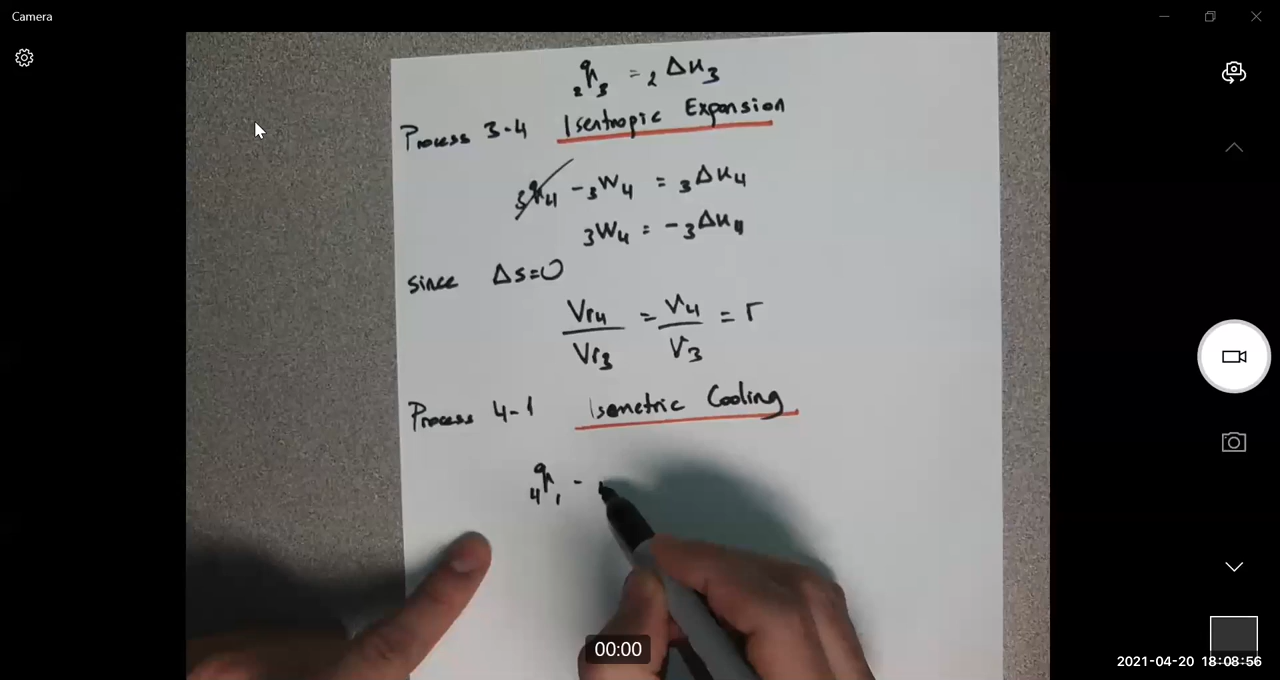 Camera
₂q₃ = ₂Δu₃
Process 3-4 Isentropic Expansion
₃q₄ - ₃w₄ = ₃Δu₄
₃w₄ = -₃Δu₄
since Δs=0
Vr₄/Vr₃ = V₄/V₃ = r
Process 4-1 Isometric Cooling
₄q₁ -
00:00
2021-04-20 18:08:56